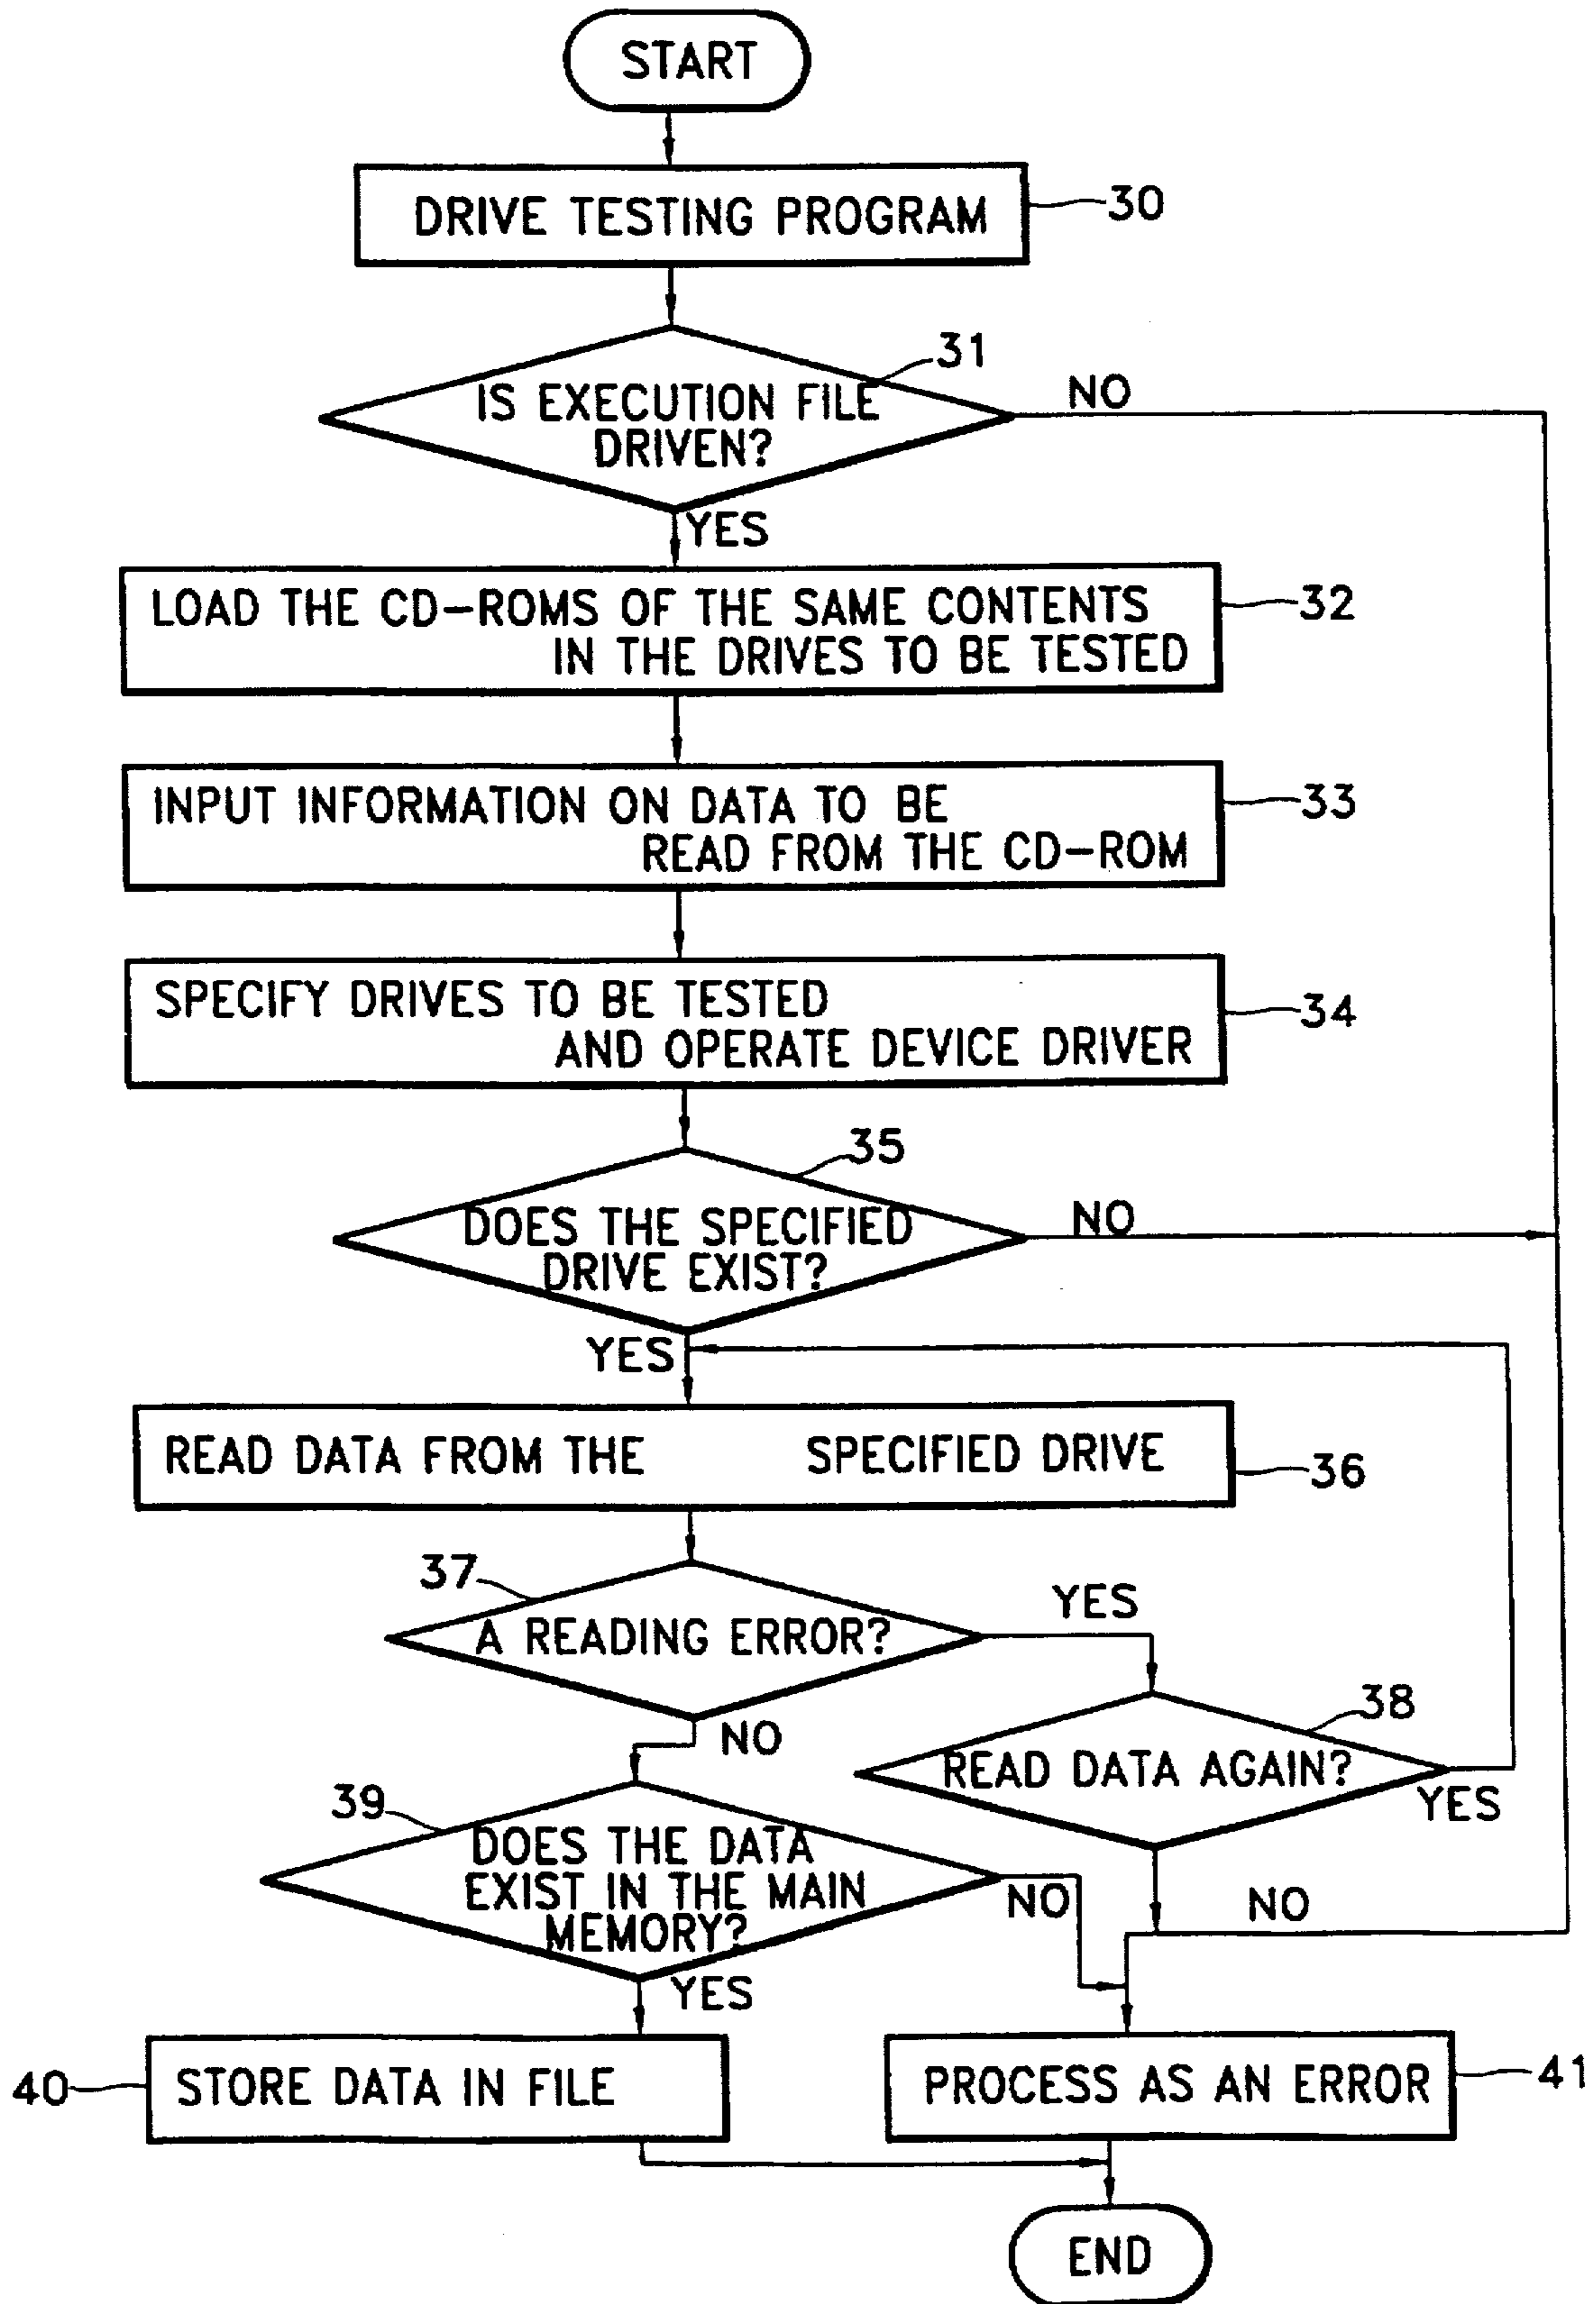 START
DRIVE TESTING PROGRAM
30
31
IS EXECUTION FILE
DRIVEN?
NO
YES
LOAD THE CD-ROMS OF THE SAME CONTENTS
IN THE DRIVES TO BE TESTED
32
INPUT INFORMATION ON DATA TO BE
READ FROM THE CD-ROM
33
SPECIFY DRIVES TO BE TESTED
AND OPERATE DEVICE DRIVER
34
35
DOES THE SPECIFIED
DRIVE EXIST?
NO
YES
READ DATA FROM THE SPECIFIED DRIVE
36
37
A READING ERROR?
YES
NO
38
READ DATA AGAIN?
YES
NO
39
DOES THE DATA
EXIST IN THE MAIN
MEMORY?
NO
YES
40
STORE DATA IN FILE
PROCESS AS AN ERROR
41
END